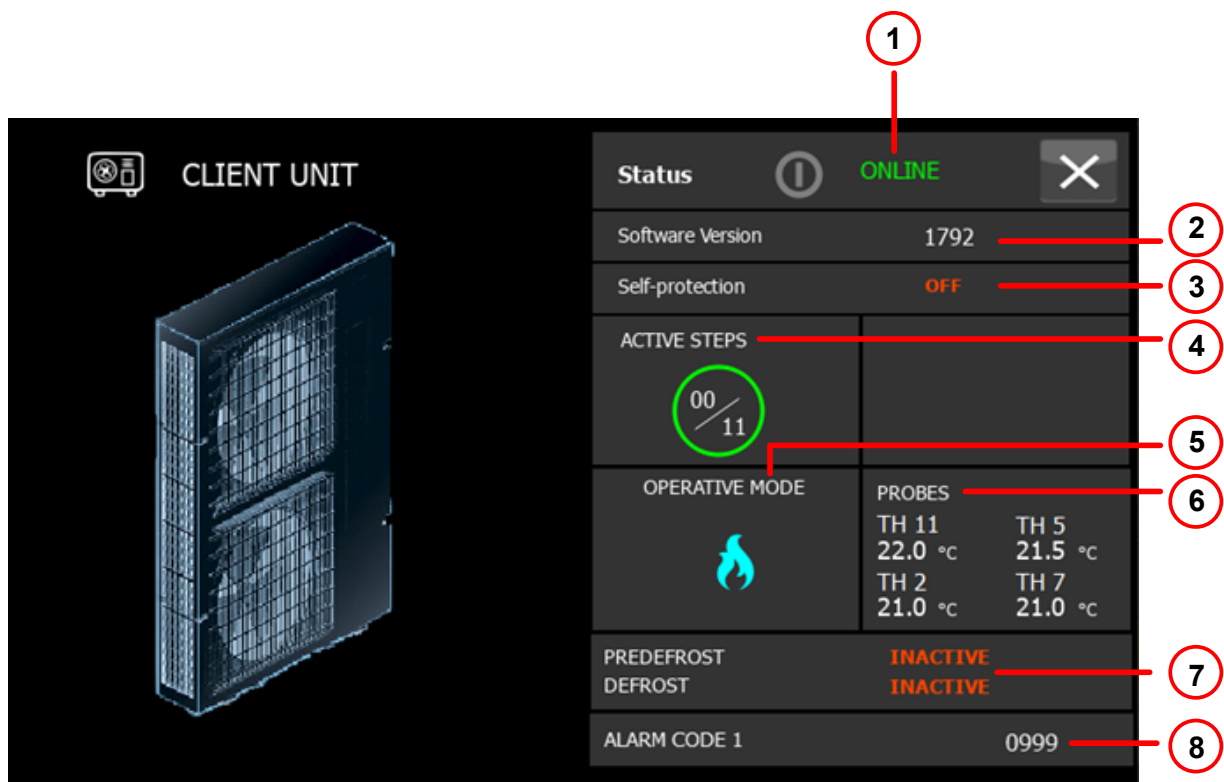 1
CLIENT UNIT
Status ONLINE
Software Version 1792
2
Self-protection OFF
3
ACTIVE STEPS
4
00/11
5
OPERATIVE MODE
PROBES
6
TH 11 TH 5
22.0 °C 21.5 °C
TH 2 TH 7
21.0 °C 21.0 °C
PREDEFROST INACTIVE
DEFROST INACTIVE
7
ALARM CODE 1 0999
8